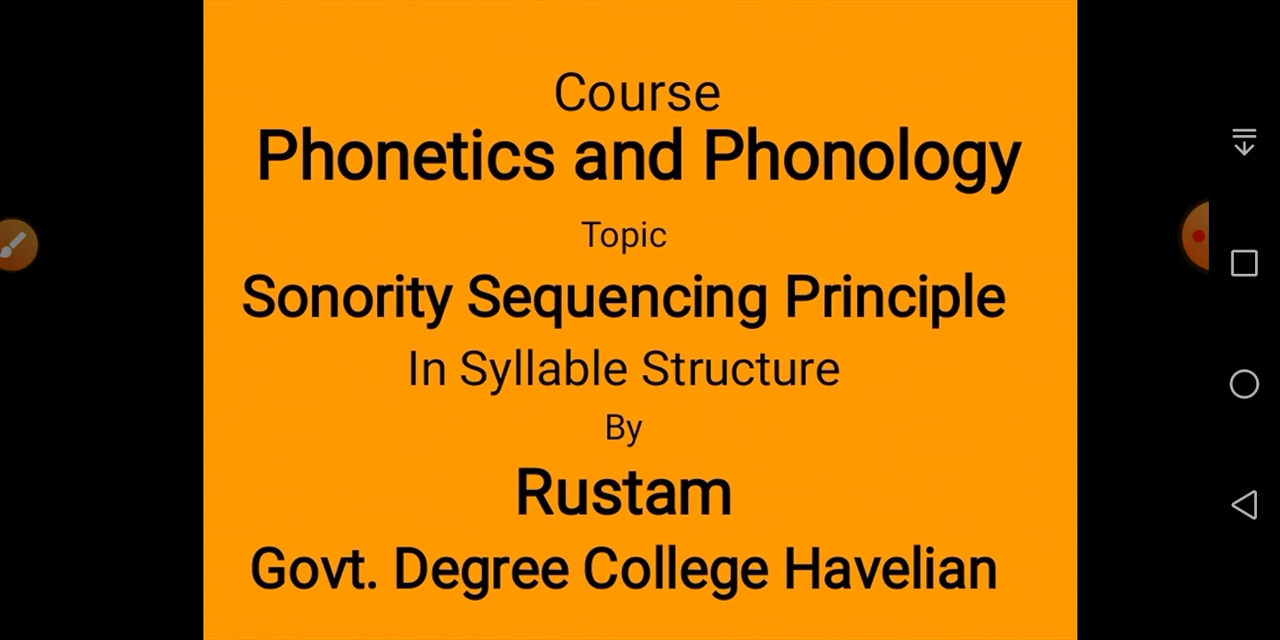 Course
Phonetics and Phonology
Topic
Sonority Sequencing Principle
In Syllable Structure
By
Rustam
Govt. Degree College Havelian